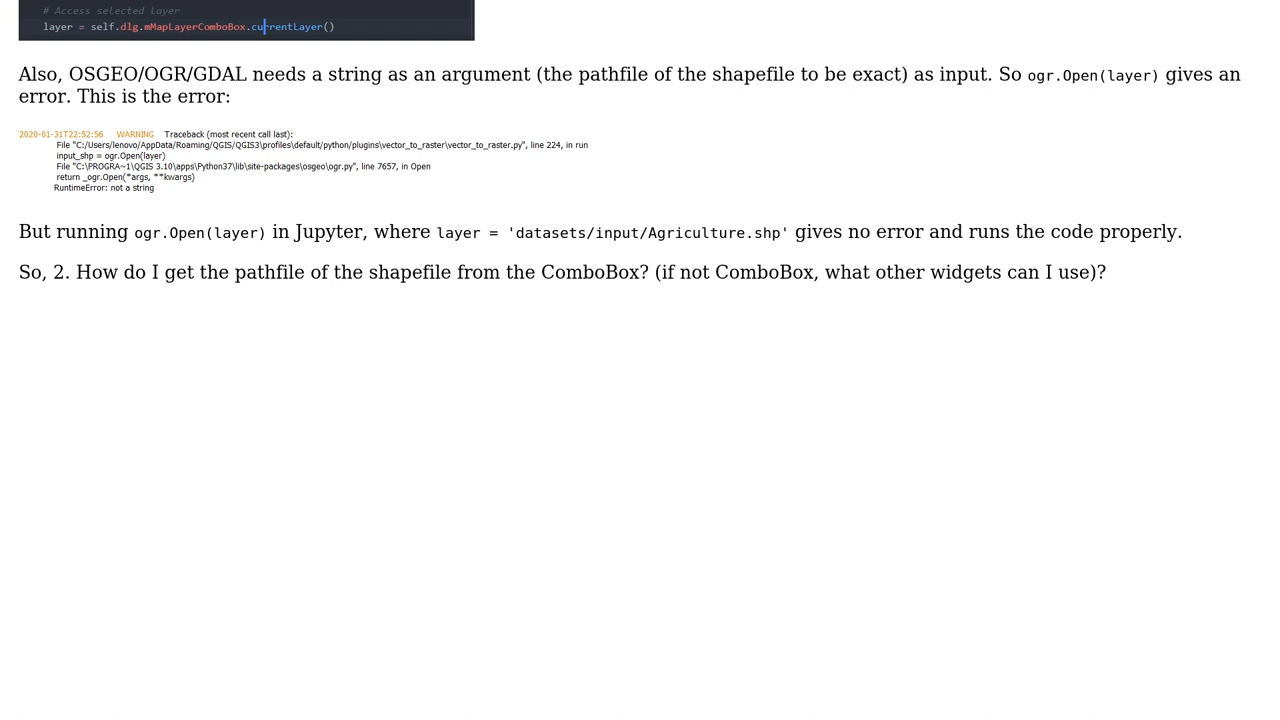 # Access selected layer
layer = self.dlg.mMapLayerComboBox.currentLayer()
Also, OSGEO/OGR/GDAL needs a string as an argument (the pathfile of the shapefile to be exact) as input. So ogr.Open(layer) gives an
error. This is the error:
2020-01-31T22:52:56 WARNING Traceback (most recent call last):
File "C:/Users/lenovo/AppData/Roaming/QGIS/QGIS3\profiles\default/python/plugins\vector_to_raster\vector_to_raster.py", line 224, in run
input_shp = ogr.Open(layer)
File "C:\PROGRA~1\QGIS 3.10\apps\Python37\lib\site-packages\osgeo\ogr.py", line 7657, in Open
return _ogr.Open(*args, **kwargs)
RuntimeError: not a string
But running ogr.Open(layer) in Jupyter, where layer = 'datasets/input/Agriculture.shp' gives no error and runs the code properly.
So, 2. How do I get the pathfile of the shapefile from the ComboBox? (if not ComboBox, what other widgets can I use)?